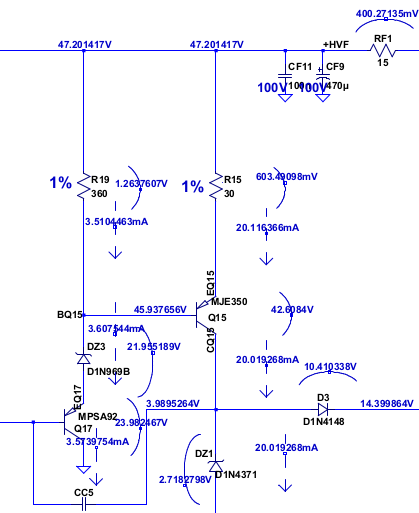 400.27135mV
RF1
15
47.201417V
47.201417V
+HVF
CF11
CF9
100V
100V
470µ
1%
R19
360
1.2637607V
1%
R15
30
603.49098mV
3.5104463mA
20.116366mA
EQ15
MJE350
Q15
BQ15
45.937656V
42.6084V
3.607544mA
CQ15
DZ3
D1N969B
21.955189V
20.019268mA
10.410338V
EQ17
MPSA92
Q17
3.9895264V
D3
D1N4148
14.399864V
23.982467V
3.5739754mA
DZ1
D1N4371
20.019268mA
2.7182798V
CC5